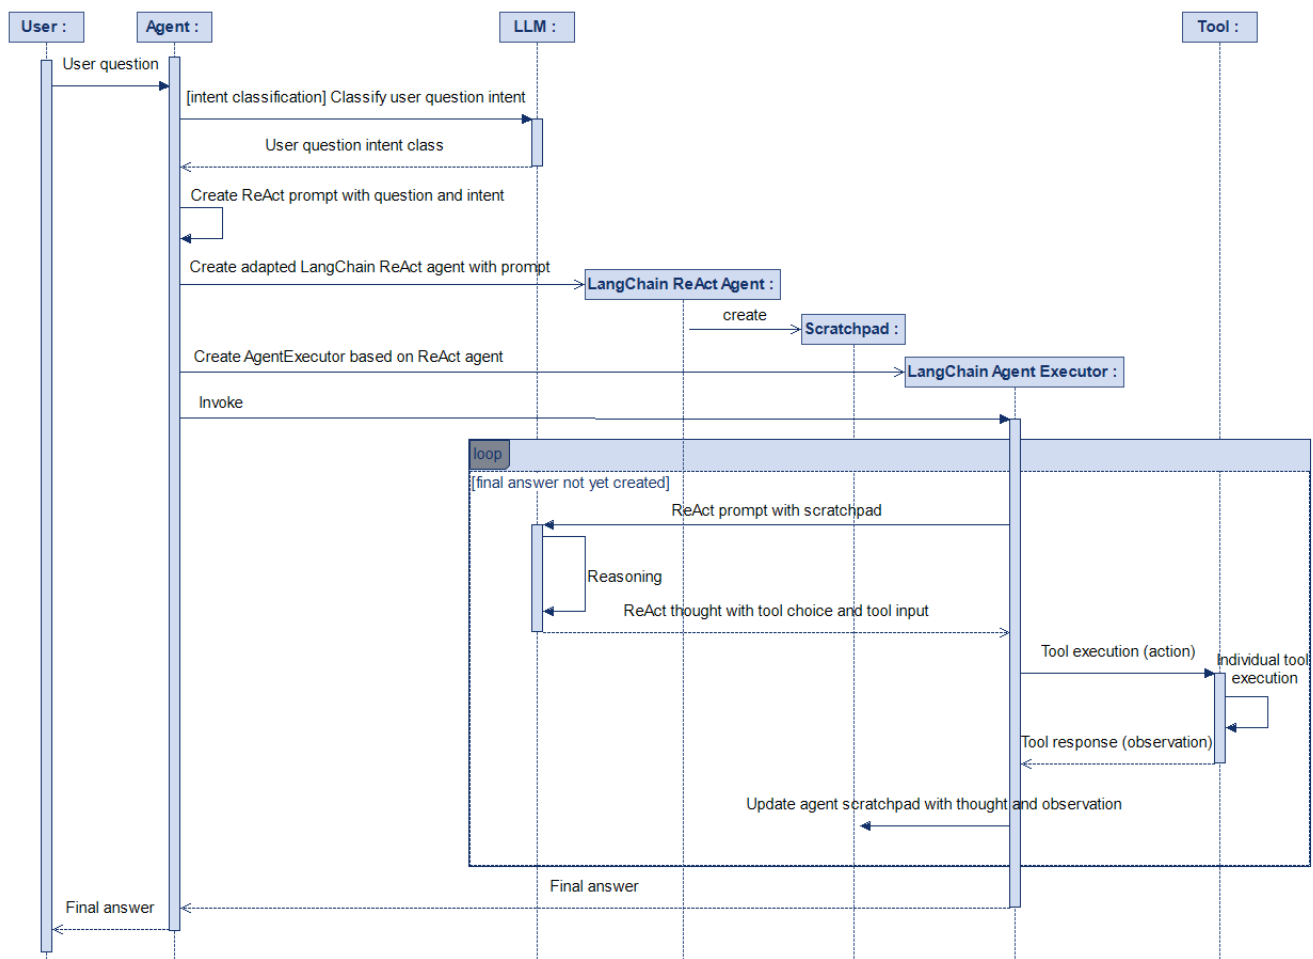 User :
Agent :
LLM :
Tool :
User question
[intent classification] Classify user question intent
User question intent class
Create ReAct prompt with question and intent
Create adapted LangChain ReAct agent with prompt
LangChain ReAct Agent :
create
Scratchpad :
Create AgentExecutor based on ReAct agent
LangChain Agent Executor :
Invoke
loop
[final answer not yet created]
ReAct prompt with scratchpad
Reasoning
ReAct thought with tool choice and tool input
Tool execution (action)
Individual tool
execution
Tool response (observation)
Update agent scratchpad with thought and observation
Final answer
Final answer